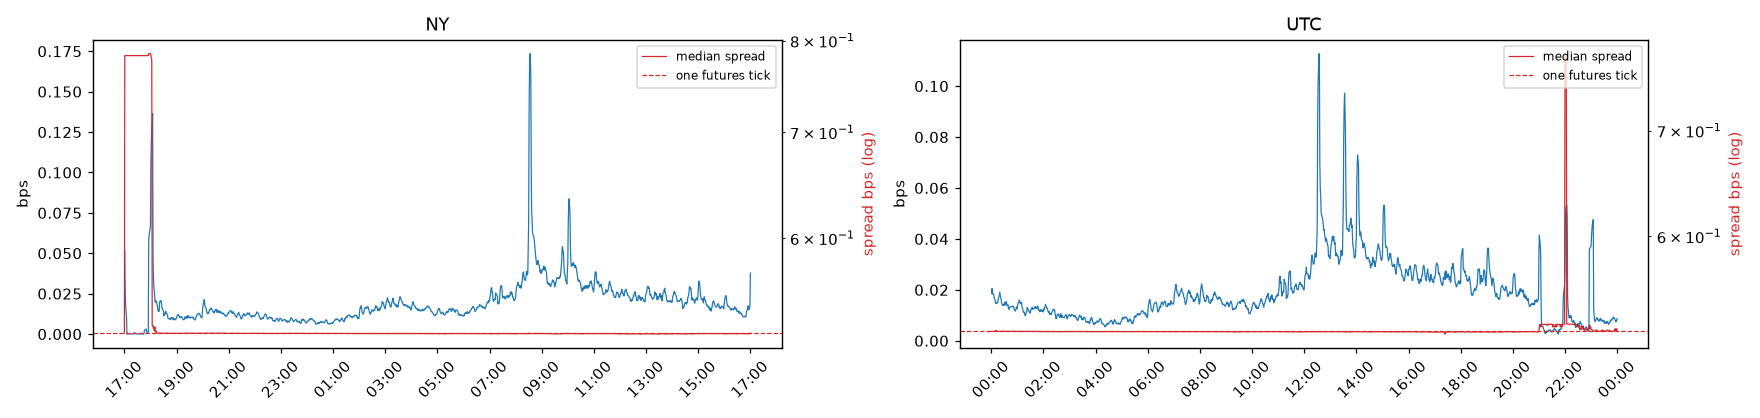 NY
0.175
0.150
0.125
0.100
0.075
0.050
0.025
0.000
bps
8 × 10⁻¹
7 × 10⁻¹
6 × 10⁻¹
spread bps (log)
median spread
one futures tick
17:00
19:00
21:00
23:00
01:00
03:00
05:00
07:00
09:00
11:00
13:00
15:00
17:00
UTC
0.10
0.08
0.06
0.04
0.02
0.00
bps
7 × 10⁻¹
6 × 10⁻¹
spread bps (log)
median spread
one futures tick
00:00
02:00
04:00
06:00
08:00
10:00
12:00
14:00
16:00
18:00
20:00
22:00
00:00